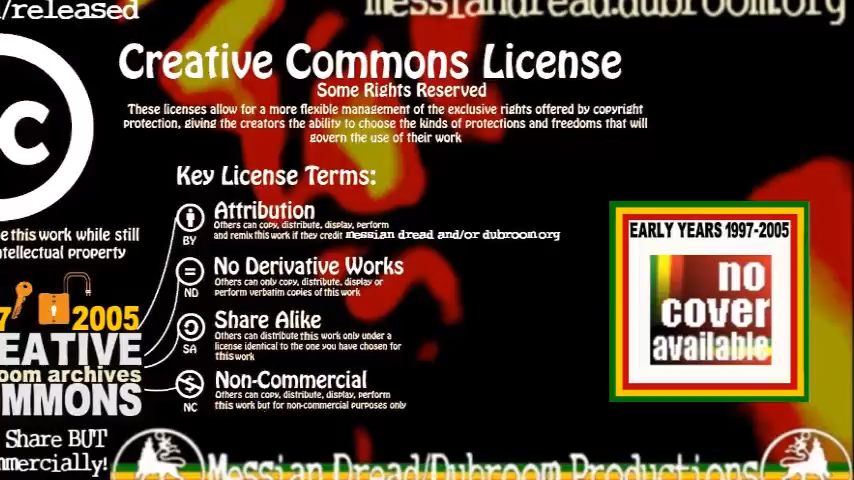 /released
messiandread.dubroom.org
Creative Commons License
Some Rights Reserved
These licenses allow for a more flexible management of the exclusive rights offered by copyright
protection, giving the creators the ability to choose the kinds of protections and freedoms that will
govern the use of their work
c
Key License Terms:
Attribution
Others can copy, distribute, display, perform
and remix this work if they credit messian dread and/or dubroom.org
BY
No Derivative Works
Others can only copy, distribute, display or
perform verbatim copies of this work
ND
Share Alike
Others can distribute this work only under a
license identical to the one you have chosen for
this work
SA
Non-Commercial
Others can copy, distribute, display, perform
this work but for non-commercial purposes only
NC
e this work while still
ntellectual property
7 2005
EATIVE
oom archives
MMONS
Share BUT
mmercially!
EARLY YEARS 1997-2005
no
cover
available
Messian Dread/Dubroom Productions